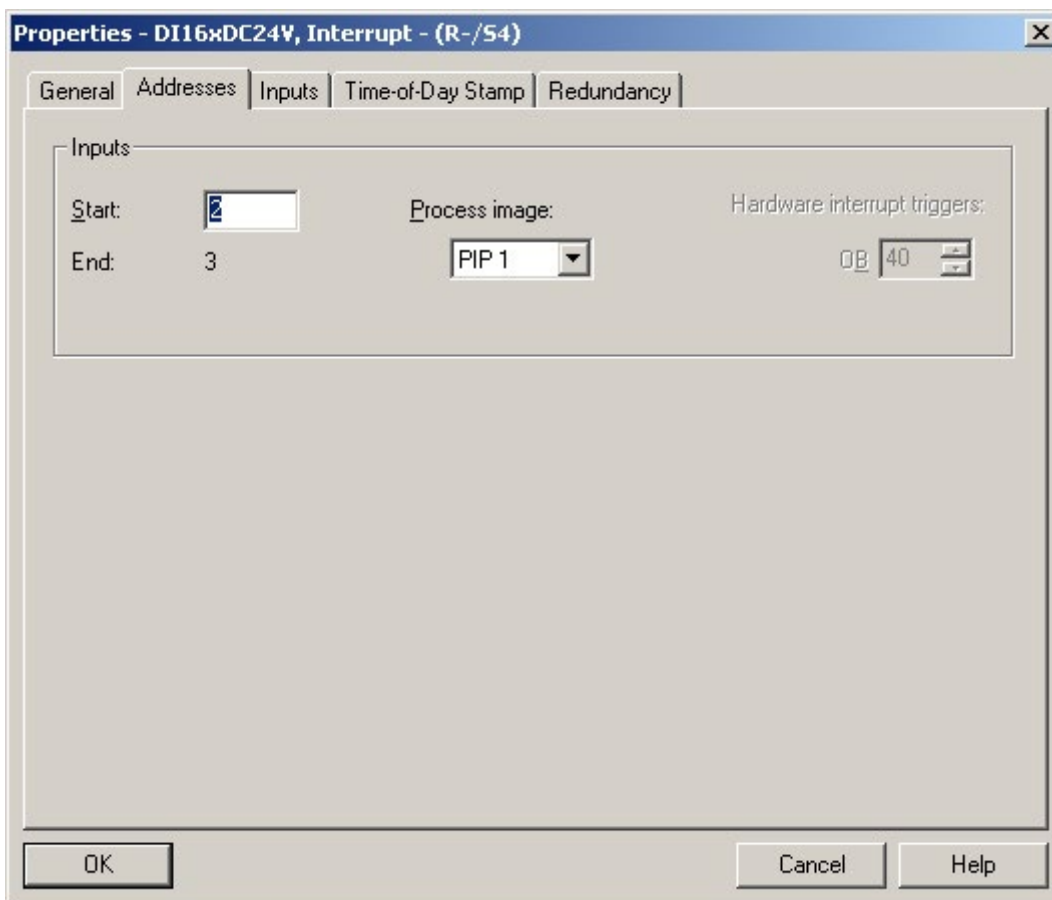 Properties - DI16xDC24V, Interrupt - (R-/S4)
General Addresses Inputs Time-of-Day Stamp Redundancy
Inputs
Start: 2 Process image: Hardware interrupt triggers:
End: 3 PIP 1 OB 40
OK Cancel Help